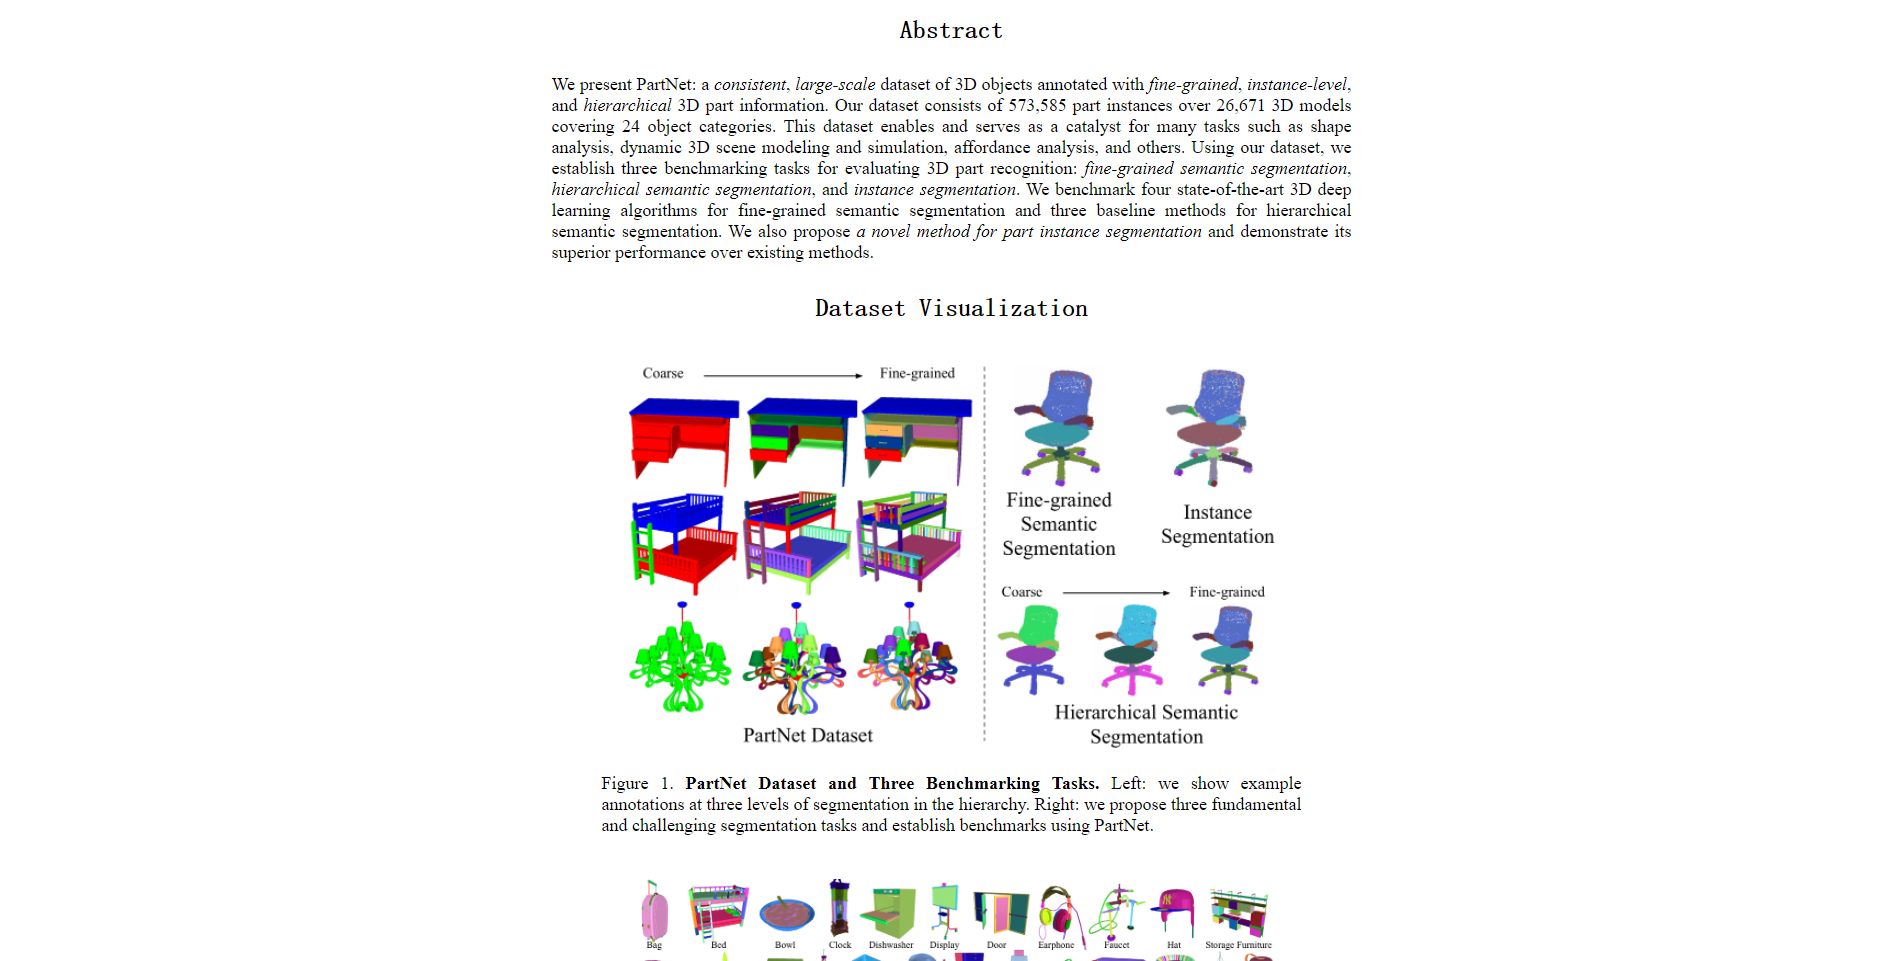 Abstract
We present PartNet: a consistent, large-scale dataset of 3D objects annotated with fine-grained, instance-level,
and hierarchical 3D part information. Our dataset consists of 573,585 part instances over 26,671 3D models
covering 24 object categories. This dataset enables and serves as a catalyst for many tasks such as shape
analysis, dynamic 3D scene modeling and simulation, affordance analysis, and others. Using our dataset, we
establish three benchmarking tasks for evaluating 3D part recognition: fine-grained semantic segmentation,
hierarchical semantic segmentation, and instance segmentation. We benchmark four state-of-the-art 3D deep
learning algorithms for fine-grained semantic segmentation and three baseline methods for hierarchical
semantic segmentation. We also propose a novel method for part instance segmentation and demonstrate its
superior performance over existing methods.
Dataset Visualization
Coarse Fine-grained
PartNet Dataset
Fine-grained
Semantic
Segmentation
Instance
Segmentation
Coarse Fine-grained
Hierarchical Semantic
Segmentation
Figure 1. PartNet Dataset and Three Benchmarking Tasks. Left: we show example
annotations at three levels of segmentation in the hierarchy. Right: we propose three fundamental
and challenging segmentation tasks and establish benchmarks using PartNet.
Bag Bed Bowl Clock Dishwasher Display Door Earphone Faucet Hat Storage Furniture